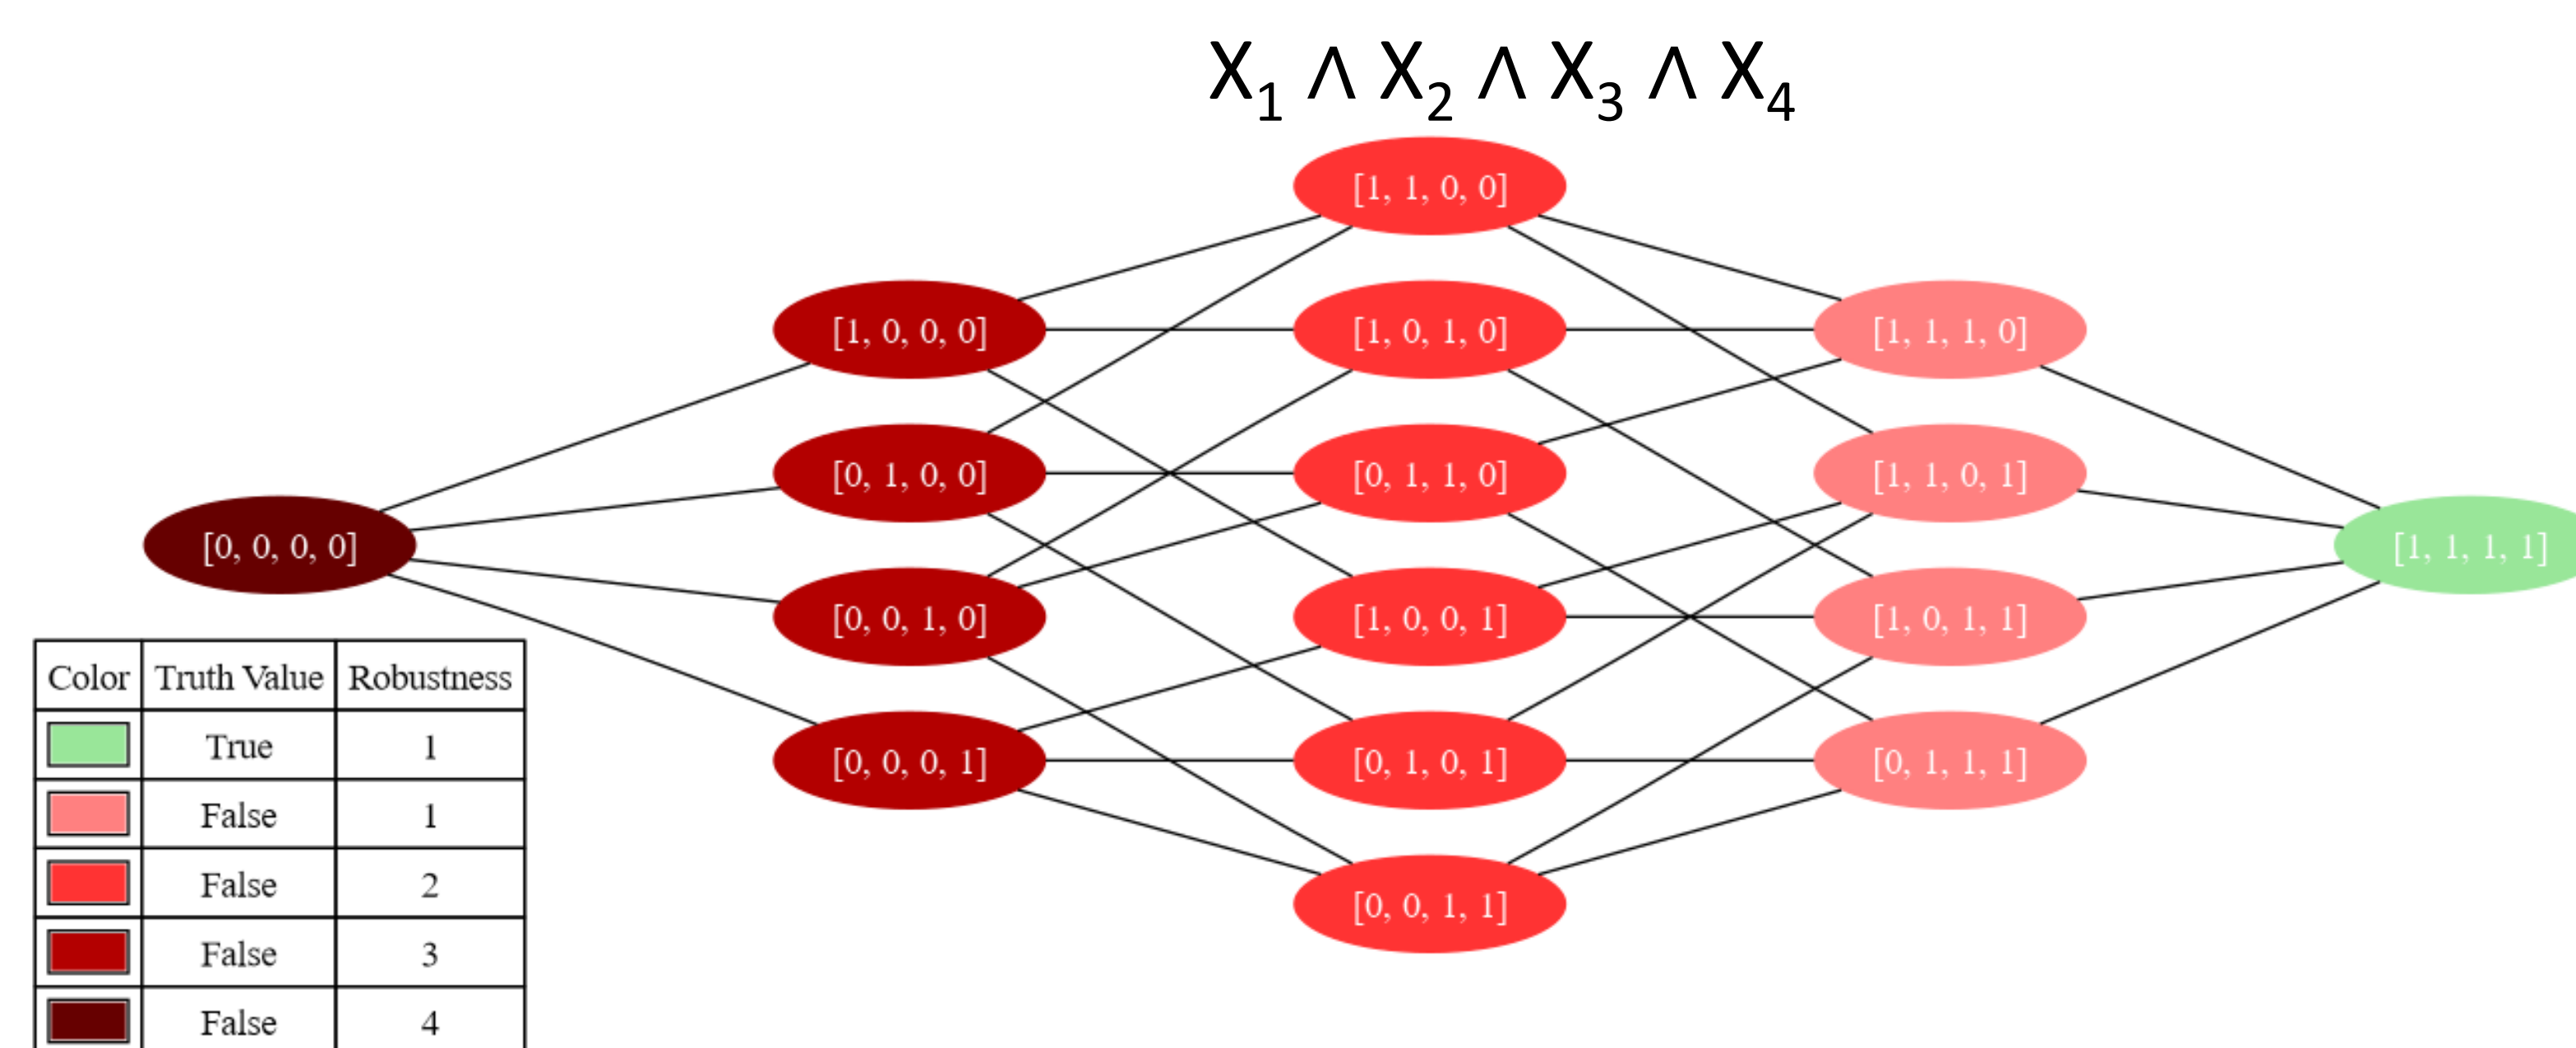 X₁ ∧ X₂ ∧ X₃ ∧ X₄
[1, 1, 0, 0]
[1, 0, 0, 0] [1, 0, 1, 0] [1, 1, 1, 0]
[0, 1, 0, 0] [0, 1, 1, 0] [1, 1, 0, 1]
[0, 0, 0, 0] [1, 1, 1, 1]
[0, 0, 1, 0] [1, 0, 0, 1] [1, 0, 1, 1]
[0, 0, 0, 1] [0, 1, 0, 1] [0, 1, 1, 1]
[0, 0, 1, 1]
Color Truth Value Robustness
True 1
False 1
False 2
False 3
False 4